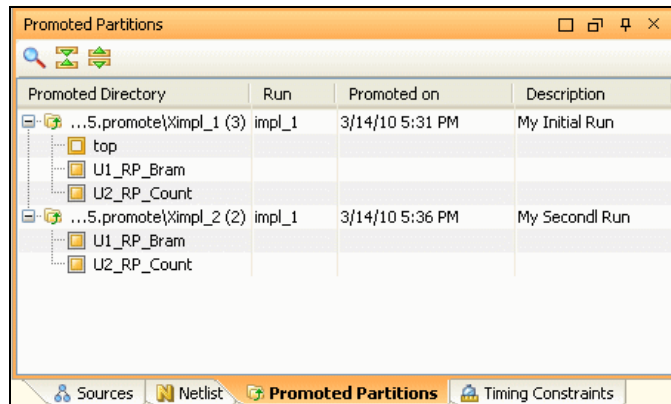 Promoted Partitions
Promoted Directory Run Promoted on Description
...5.promote\Ximpl_1 (3) impl_1 3/14/10 5:31 PM My Initial Run
top
U1_RP_Bram
U2_RP_Count
...5.promote\Ximpl_2 (2) impl_1 3/14/10 5:36 PM My Secondl Run
U1_RP_Bram
U2_RP_Count
Sources Netlist Promoted Partitions Timing Constraints